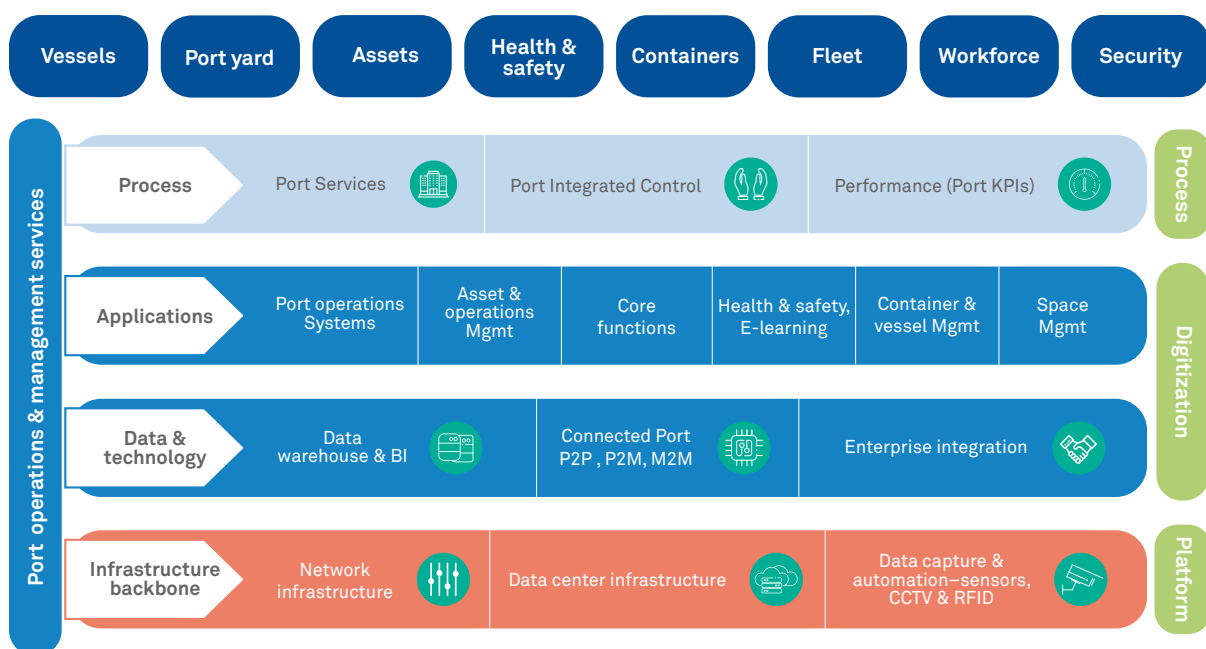 Vessels
Port yard
Assets
Health &
safety
Containers
Fleet
Workforce
Security
Port operations & management services
Process
Port Services
Port Integrated Control
Performance (Port KPIs)
Process
Applications
Port operations
Systems
Asset &
operations
Mgmt
Core
functions
Health & safety,
E-learning
Container &
vessel Mgmt
Space
Mgmt
Digitization
Data &
technology
Data
warehouse & BI
Connected Port
P2P , P2M, M2M
Enterprise integration
Infrastructure
backbone
Network
infrastructure
Data center infrastructure
Data capture &
automation–sensors,
CCTV & RFID
Platform